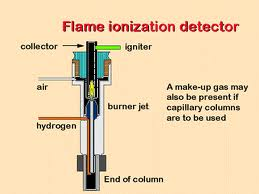 Flame ionization detector
collector
igniter
air
A make-up gas may
also be present if
capillary columns
are to be used
burner jet
hydrogen
End of column